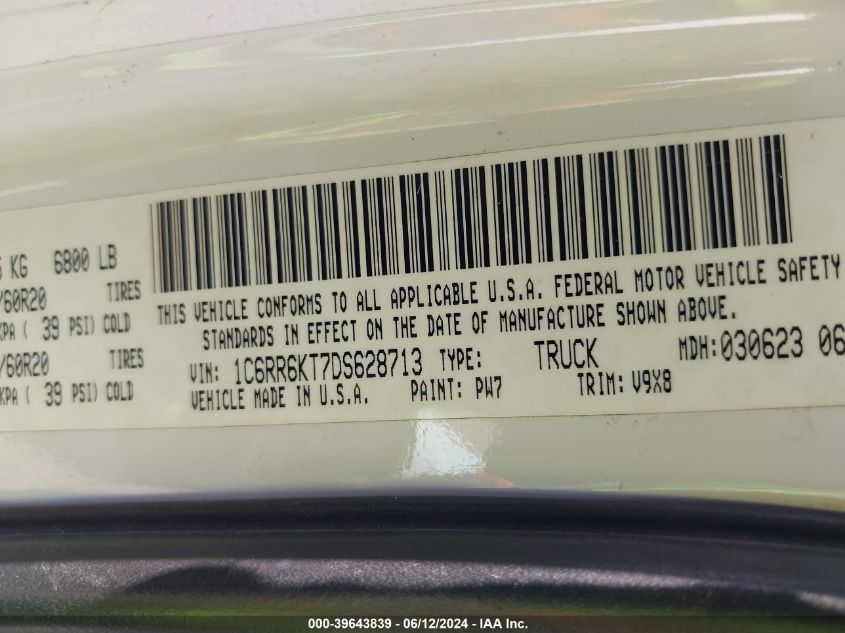 5 KG 6800 LB
/60R20 TIRES
KPA ( 39 PSI) COLD
/60R20 TIRES
KPA ( 39 PSI) COLD
THIS VEHICLE CONFORMS TO ALL APPLICABLE U.S.A. FEDERAL MOTOR VEHICLE SAFETY
STANDARDS IN EFFECT ON THE DATE OF MANUFACTURE SHOWN ABOVE.
VIN: 1C6RR6KT7DS628713 TYPE: TRUCK MDH: 030623 06
VEHICLE MADE IN U.S.A. PAINT: PW7 TRIM: V9X8
000-39643839 - 06/12/2024 - IAA Inc.